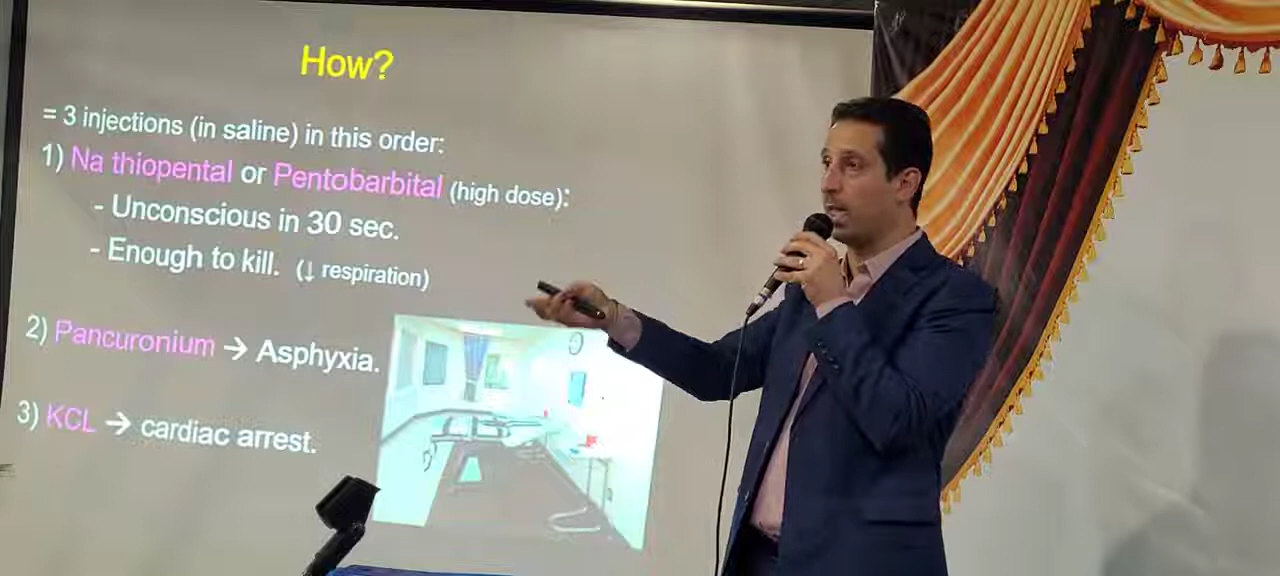 How?
= 3 injections (in saline) in this order:
1) Na thiopental or Pentobarbital (high dose):
- Unconscious in 30 sec.
- Enough to kill. (↓ respiration)
2) Pancuronium → Asphyxia.
3) KCL → cardiac arrest.